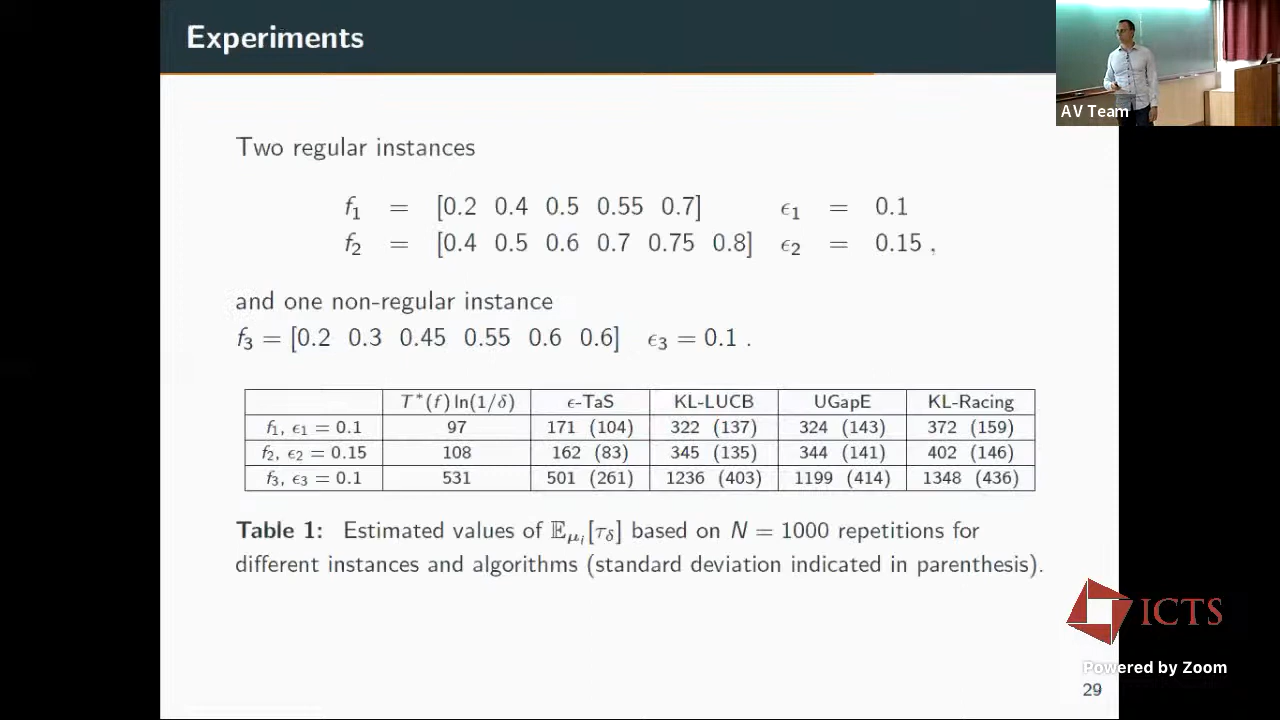 Experiments
AV Team
Two regular instances
f₁ = [0.2 0.4 0.5 0.55 0.7] ϵ₁ = 0.1
f₂ = [0.4 0.5 0.6 0.7 0.75 0.8] ϵ₂ = 0.15 ,
and one non-regular instance
f₃ = [0.2 0.3 0.45 0.55 0.6 0.6] ϵ₃ = 0.1 .
T*(f) ln(1/δ) ϵ-TaS KL-LUCB UGapE KL-Racing
f₁, ϵ₁ = 0.1 97 171 (104) 322 (137) 324 (143) 372 (159)
f₂, ϵ₂ = 0.15 108 162 (83) 345 (135) 344 (141) 402 (146)
f₃, ϵ₃ = 0.1 531 501 (261) 1236 (403) 1199 (414) 1348 (436)
Table 1: Estimated values of 𝔼_{μᵢ}[τ_δ] based on N = 1000 repetitions for
different instances and algorithms (standard deviation indicated in parenthesis).
ICTS
Powered by Zoom
29